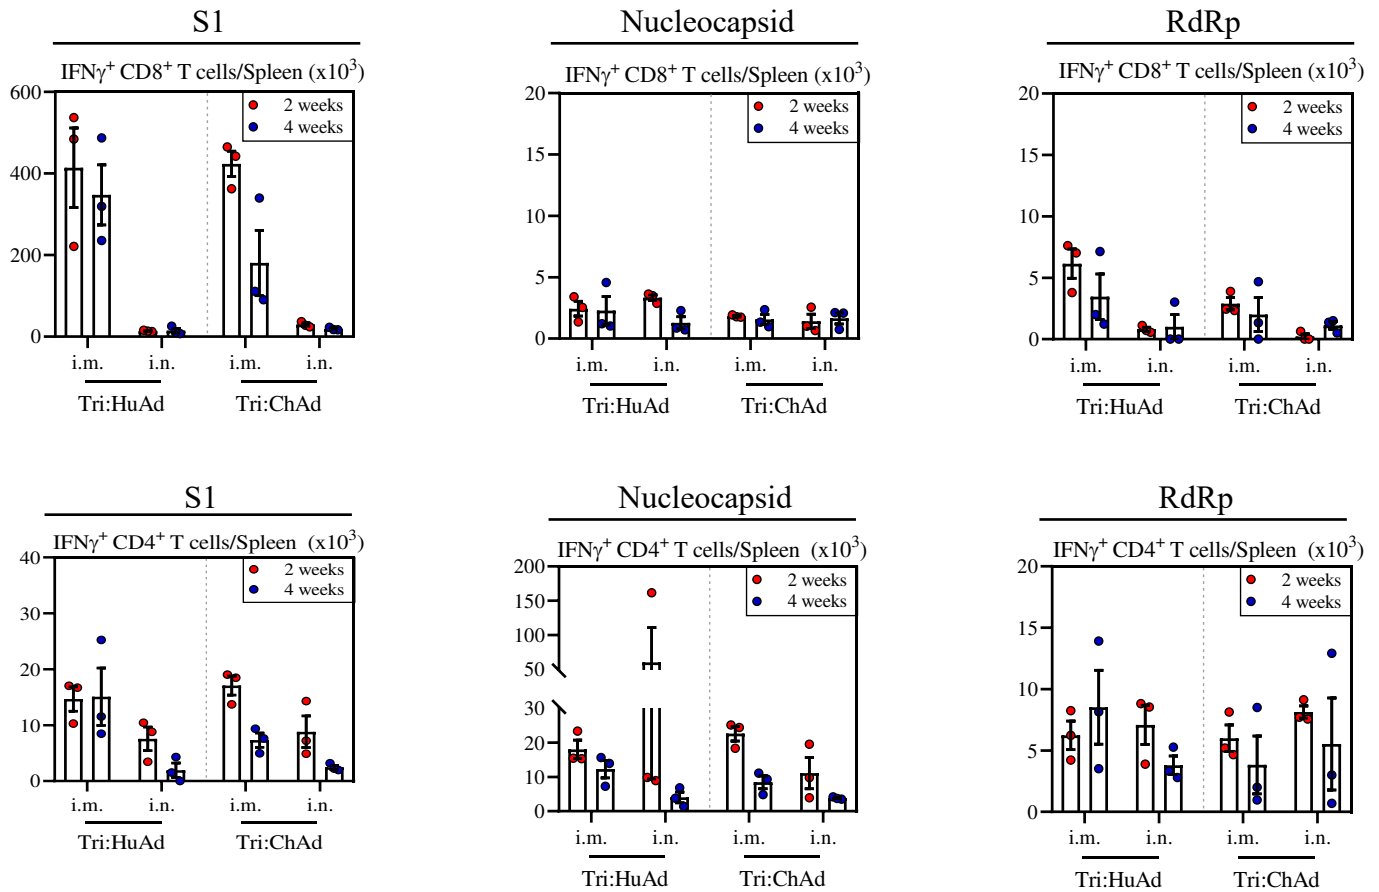 S1
IFNγ⁺ CD8⁺ T cells/Spleen (x10³)
600
400
200
0
2 weeks
4 weeks
i.m. i.n. i.m. i.n.
Tri:HuAd Tri:ChAd
Nucleocapsid
IFNγ⁺ CD8⁺ T cells/Spleen (x10³)
20
15
10
5
0
2 weeks
4 weeks
i.m. i.n. i.m. i.n.
Tri:HuAd Tri:ChAd
RdRp
IFNγ⁺ CD8⁺ T cells/Spleen (x10³)
20
15
10
5
0
2 weeks
4 weeks
i.m. i.n. i.m. i.n.
Tri:HuAd Tri:ChAd
S1
IFNγ⁺ CD4⁺ T cells/Spleen (x10³)
40
30
20
10
0
2 weeks
4 weeks
i.m. i.n. i.m. i.n.
Tri:HuAd Tri:ChAd
Nucleocapsid
IFNγ⁺ CD4⁺ T cells/Spleen (x10³)
200
150
100
50
30
20
10
0
2 weeks
4 weeks
i.m. i.n. i.m. i.n.
Tri:HuAd Tri:ChAd
RdRp
IFNγ⁺ CD4⁺ T cells/Spleen (x10³)
20
15
10
5
0
2 weeks
4 weeks
i.m. i.n. i.m. i.n.
Tri:HuAd Tri:ChAd